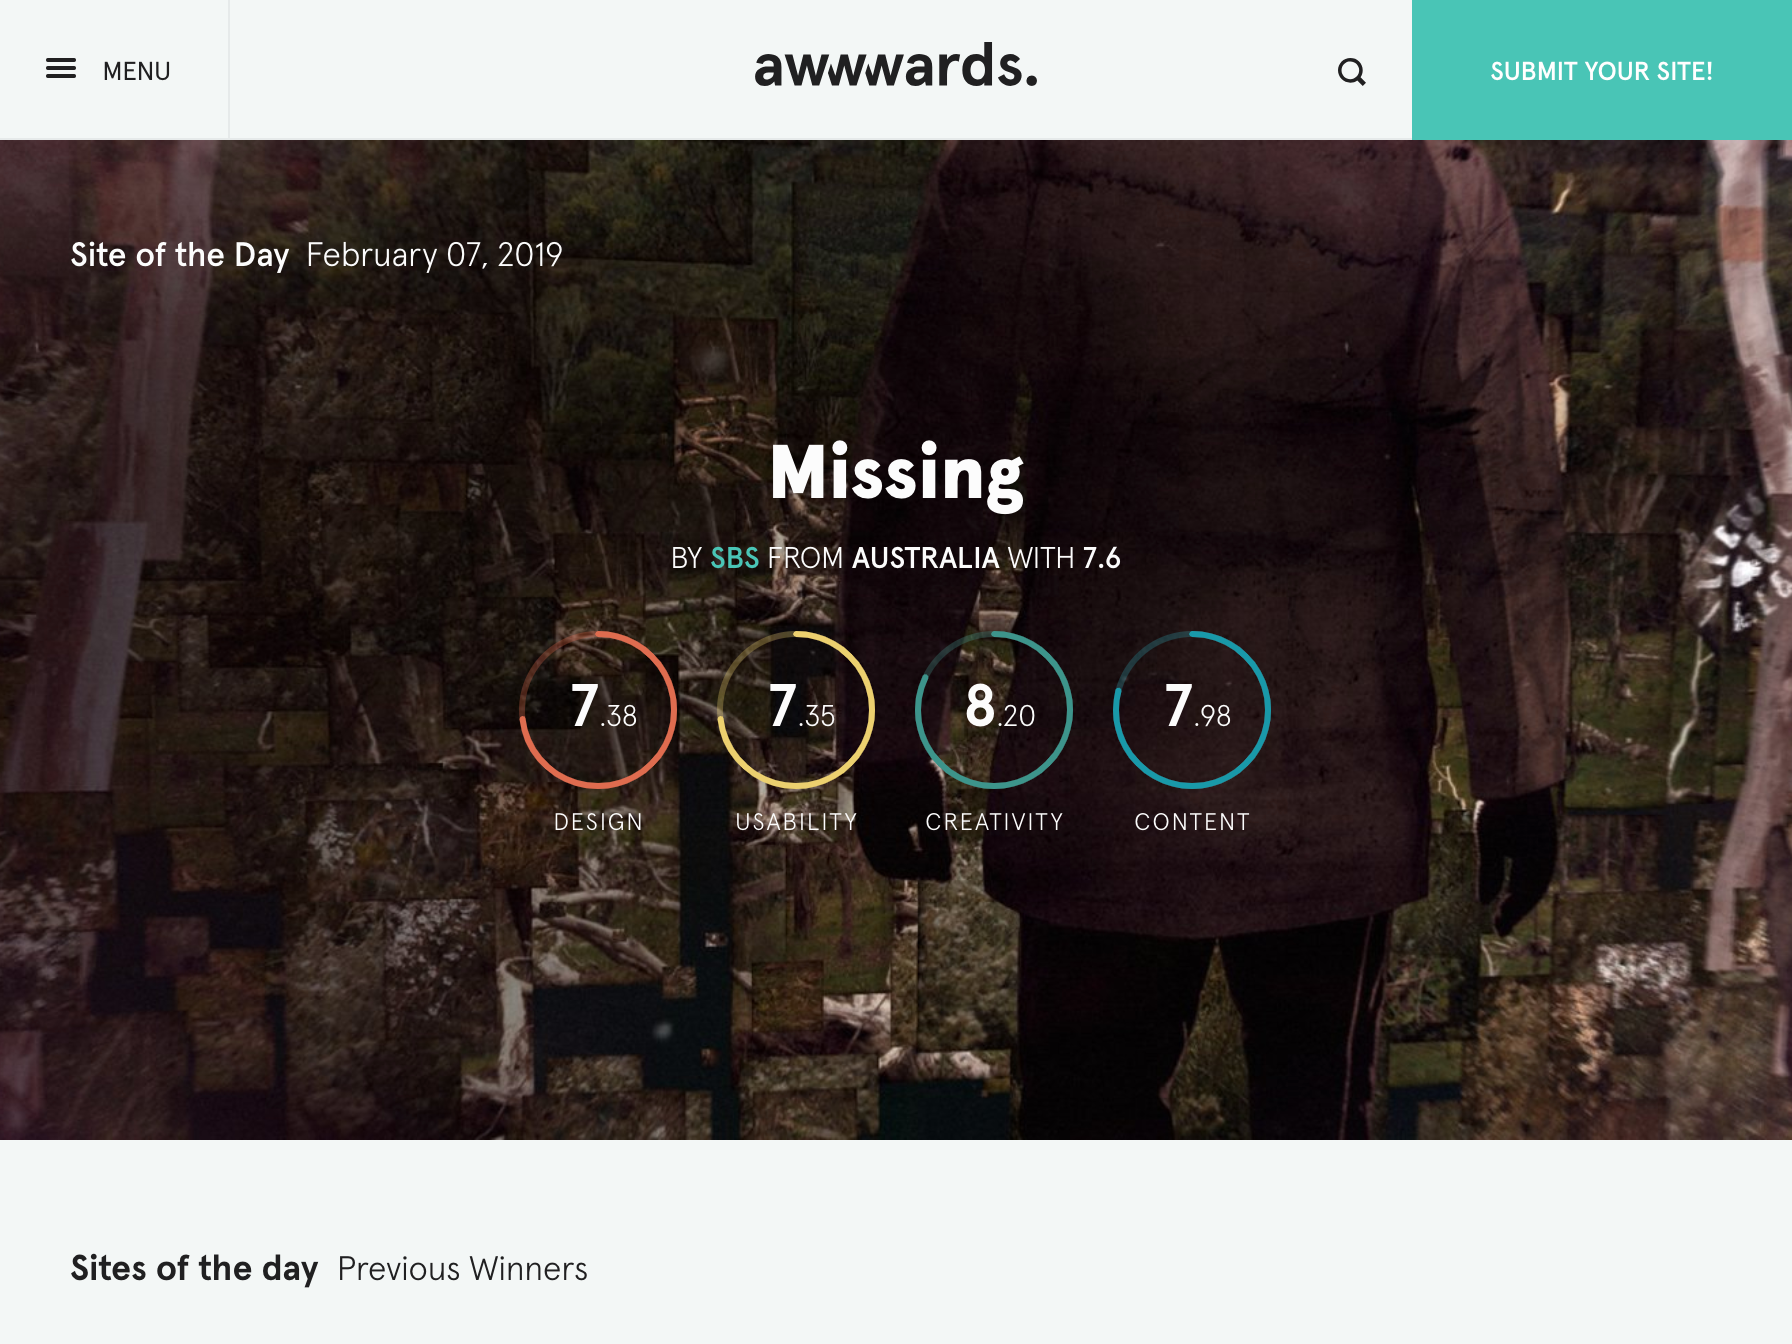 MENU
awwwards.
SUBMIT YOUR SITE!
Site of the Day February 07, 2019
Missing
BY SBS FROM AUSTRALIA WITH 7.6
7.38 7.35 8.20 7.98
DESIGN USABILITY CREATIVITY CONTENT
Sites of the day Previous Winners